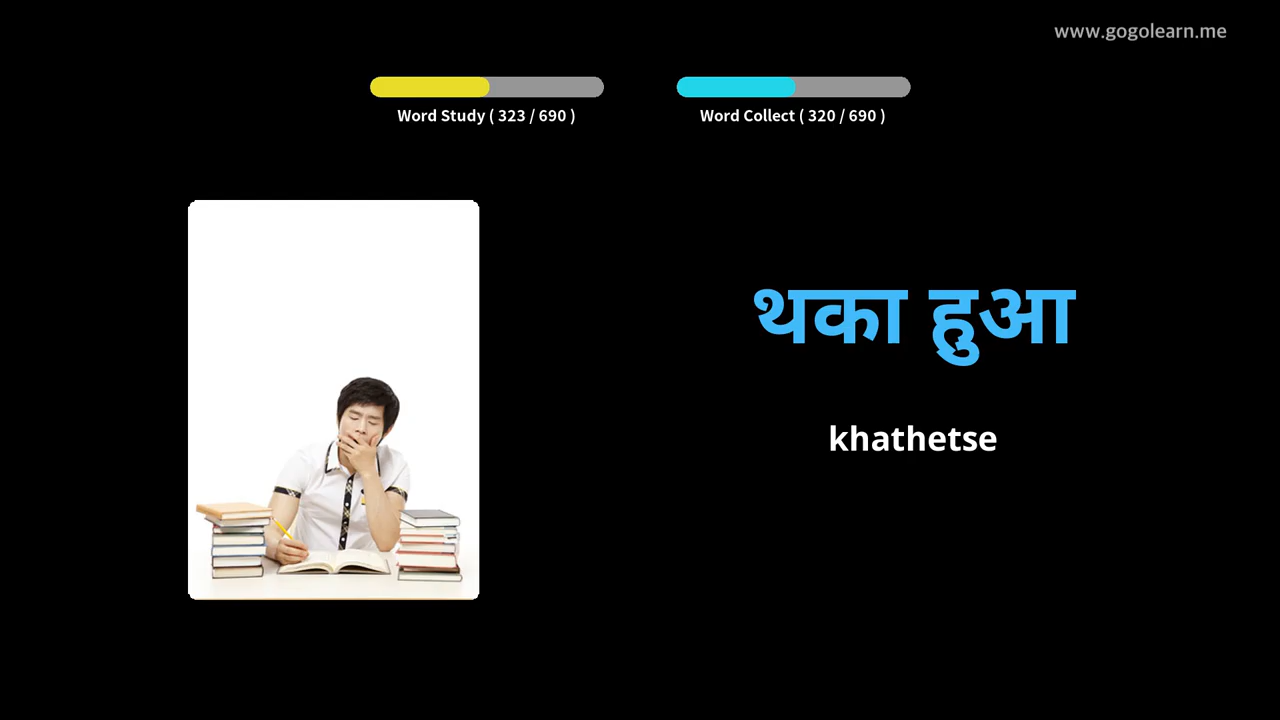 www.gogolearn.me
Word Study ( 323 / 690 )
Word Collect ( 320 / 690 )
थका हुआ
khathetse